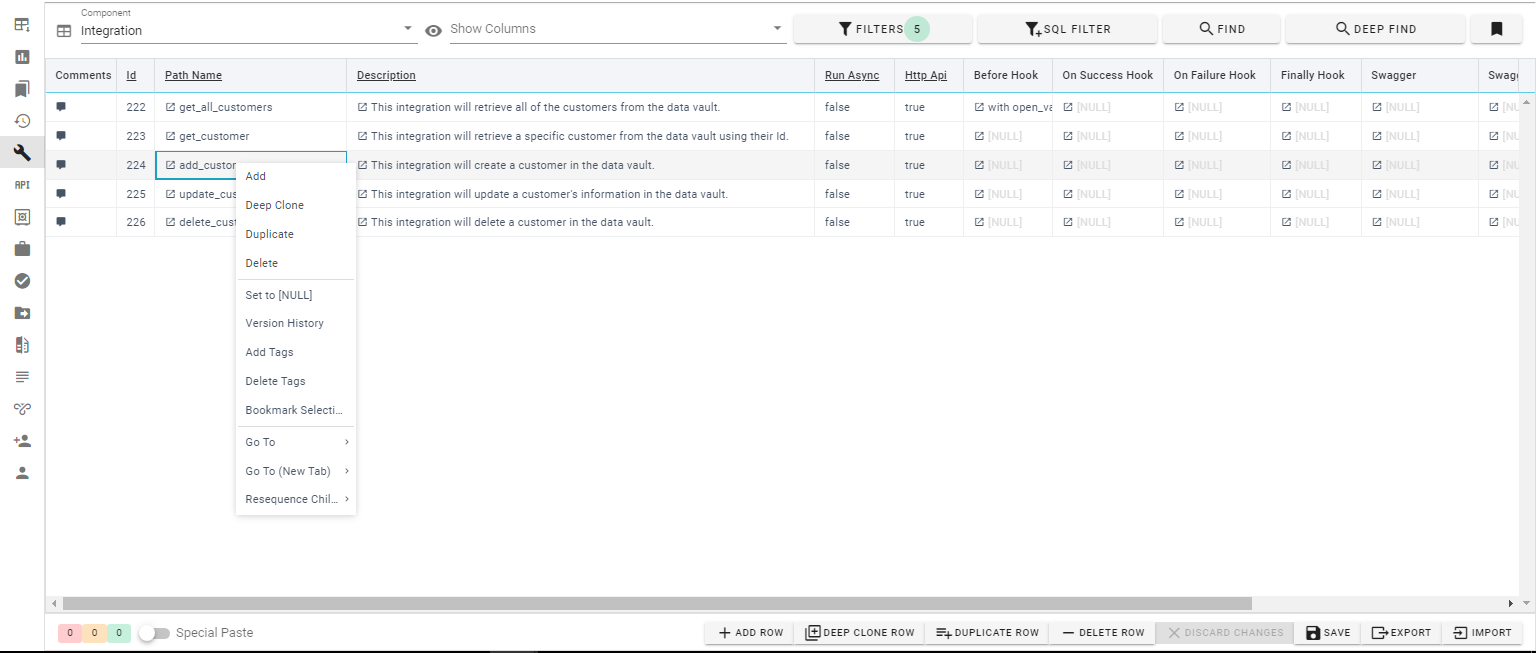 Component
Integration
Show Columns
FILTERS 5
SQL FILTER
FIND
DEEP FIND
Comments Id Path Name Description Run Async Http Api Before Hook On Success Hook On Failure Hook Finally Hook Swagger Swag
222 get_all_customers This integration will retrieve all of the customers from the data vault. false true with open_va [NULL] [NULL] [NULL] [NULL] [NU
223 get_customer This integration will retrieve a specific customer from the data vault using their Id. false true [NULL] [NULL] [NULL] [NULL] [NULL] [NU
224 add_custor This integration will create a customer in the data vault. false true [NULL] [NULL] [NULL] [NULL] [NULL] [NU
225 update_cus This integration will update a customer's information in the data vault. false true [NULL] [NULL] [NULL] [NULL] [NULL] [NU
226 delete_cust This integration will delete a customer in the data vault. false true [NULL] [NULL] [NULL] [NULL] [NULL] [NU
API
Add
Deep Clone
Duplicate
Delete
Set to [NULL]
Version History
Add Tags
Delete Tags
Bookmark Selecti...
Go To
Go To (New Tab)
Resequence Chil...
0 0 0 Special Paste
ADD ROW
DEEP CLONE ROW
DUPLICATE ROW
DELETE ROW
DISCARD CHANGES
SAVE
EXPORT
IMPORT